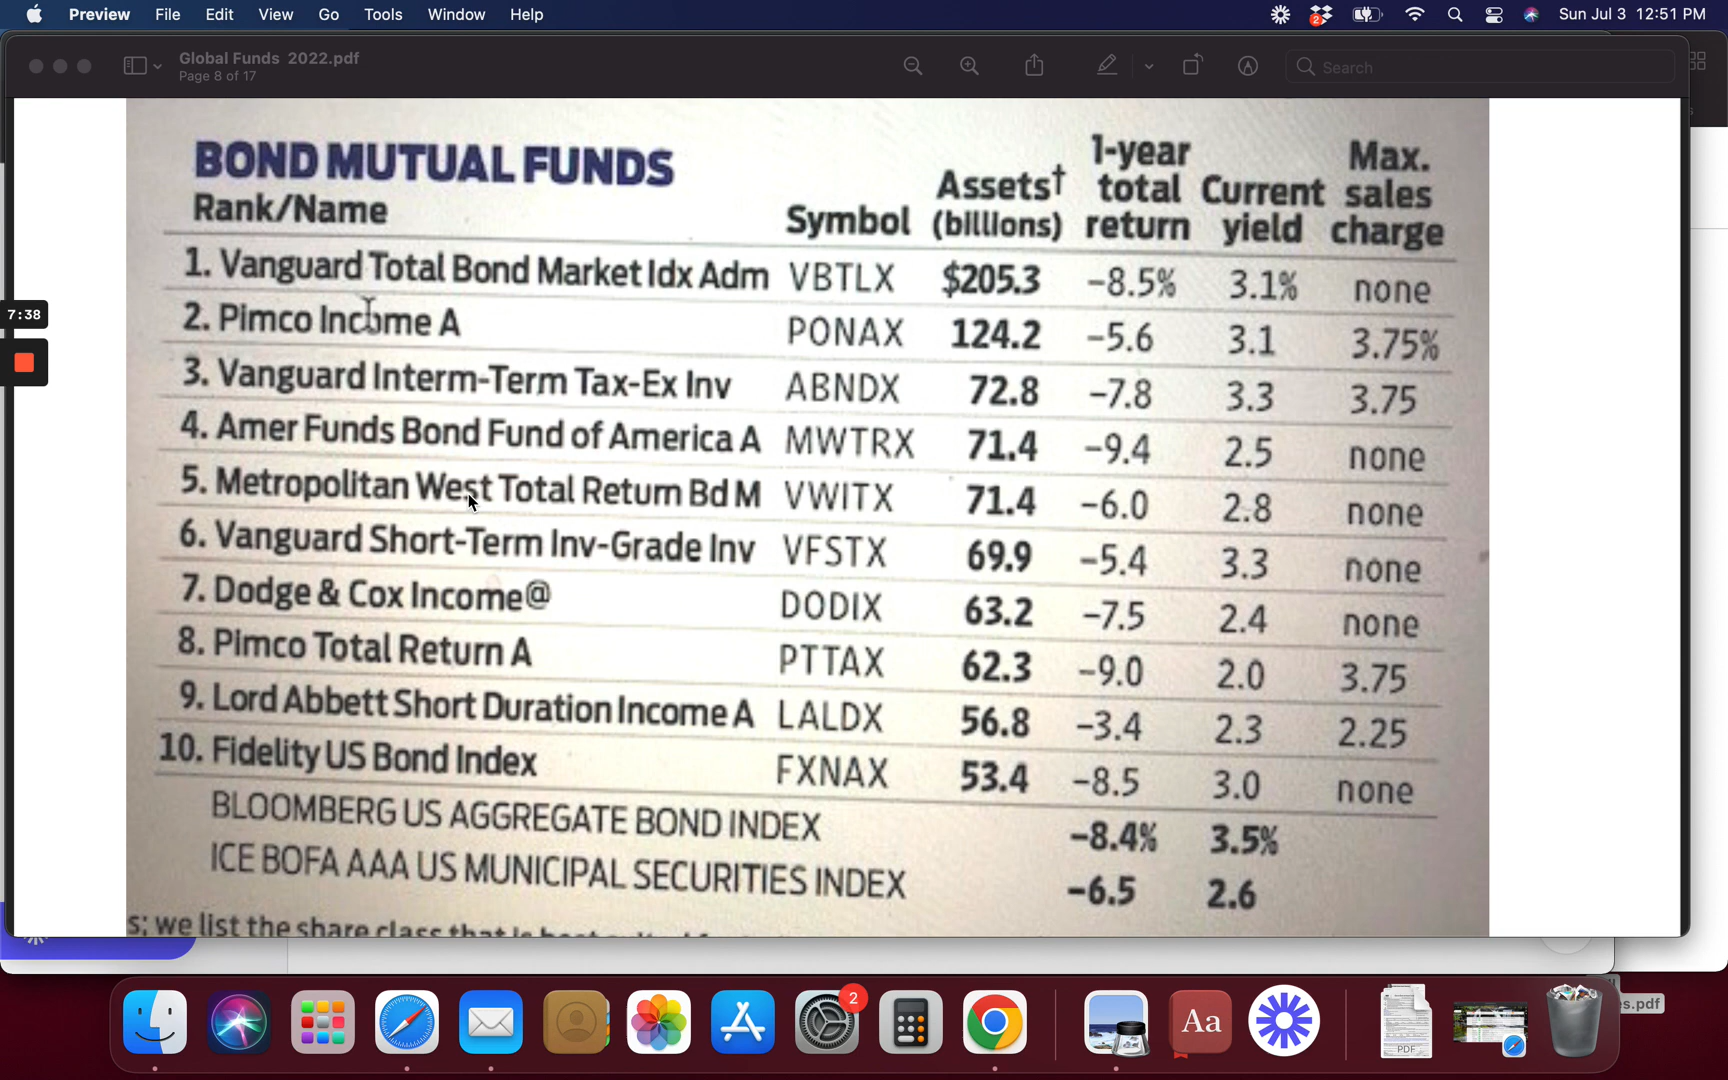 Preview File Edit View Go Tools Window Help
2
Sun Jul 3 12:51 PM
Global Funds 2022.pdf
Page 8 of 17
Search
BOND MUTUAL FUNDS
Rank/Name Symbol Assets† (billions) 1-year total return Current yield Max. sales charge
1. Vanguard Total Bond Market Idx Adm VBTLX $205.3 -8.5% 3.1% none
2. Pimco Income A PONAX 124.2 -5.6 3.1 3.75%
3. Vanguard Interm-Term Tax-Ex Inv ABNDX 72.8 -7.8 3.3 3.75
4. Amer Funds Bond Fund of America A MWTRX 71.4 -9.4 2.5 none
5. Metropolitan West Total Return Bd M VWITX 71.4 -6.0 2.8 none
6. Vanguard Short-Term Inv-Grade Inv VFSTX 69.9 -5.4 3.3 none
7. Dodge & Cox Income@ DODIX 63.2 -7.5 2.4 none
8. Pimco Total Return A PTTAX 62.3 -9.0 2.0 3.75
9. Lord Abbett Short Duration Income A LALDX 56.8 -3.4 2.3 2.25
10. Fidelity US Bond Index FXNAX 53.4 -8.5 3.0 none
BLOOMBERG US AGGREGATE BOND INDEX -8.4% 3.5%
ICE BOFA AAA US MUNICIPAL SECURITIES INDEX -6.5 2.6
s; we list the share class that is
7:38
2
Aa
PDF
es.pdf